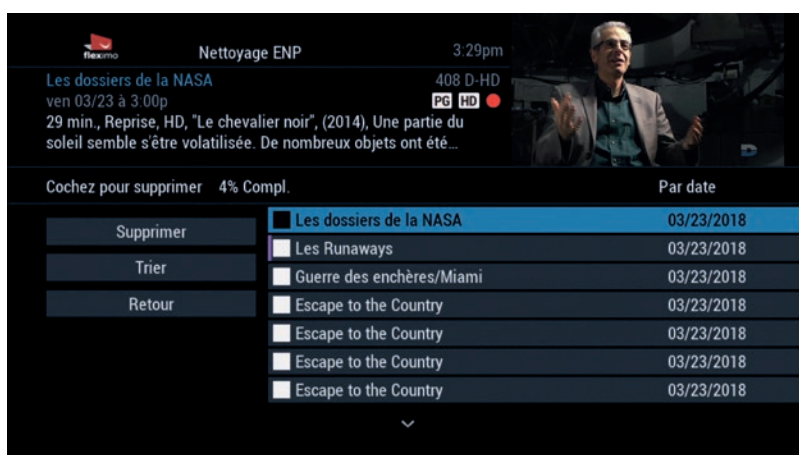 fleximo
Nettoyage ENP
3:29pm
Les dossiers de la NASA
408 D-HD
ven 03/23 à 3:00p
PG HD
29 min., Reprise, HD, "Le chevalier noir", (2014), Une partie du
soleil semble s'être volatilisée. De nombreux objets ont été...
D
Cochez pour supprimer 4% Compl.
Par date
Supprimer
Trier
Retour
Les dossiers de la NASA 03/23/2018
Les Runaways 03/23/2018
Guerre des enchères/Miami 03/23/2018
Escape to the Country 03/23/2018
Escape to the Country 03/23/2018
Escape to the Country 03/23/2018
Escape to the Country 03/23/2018